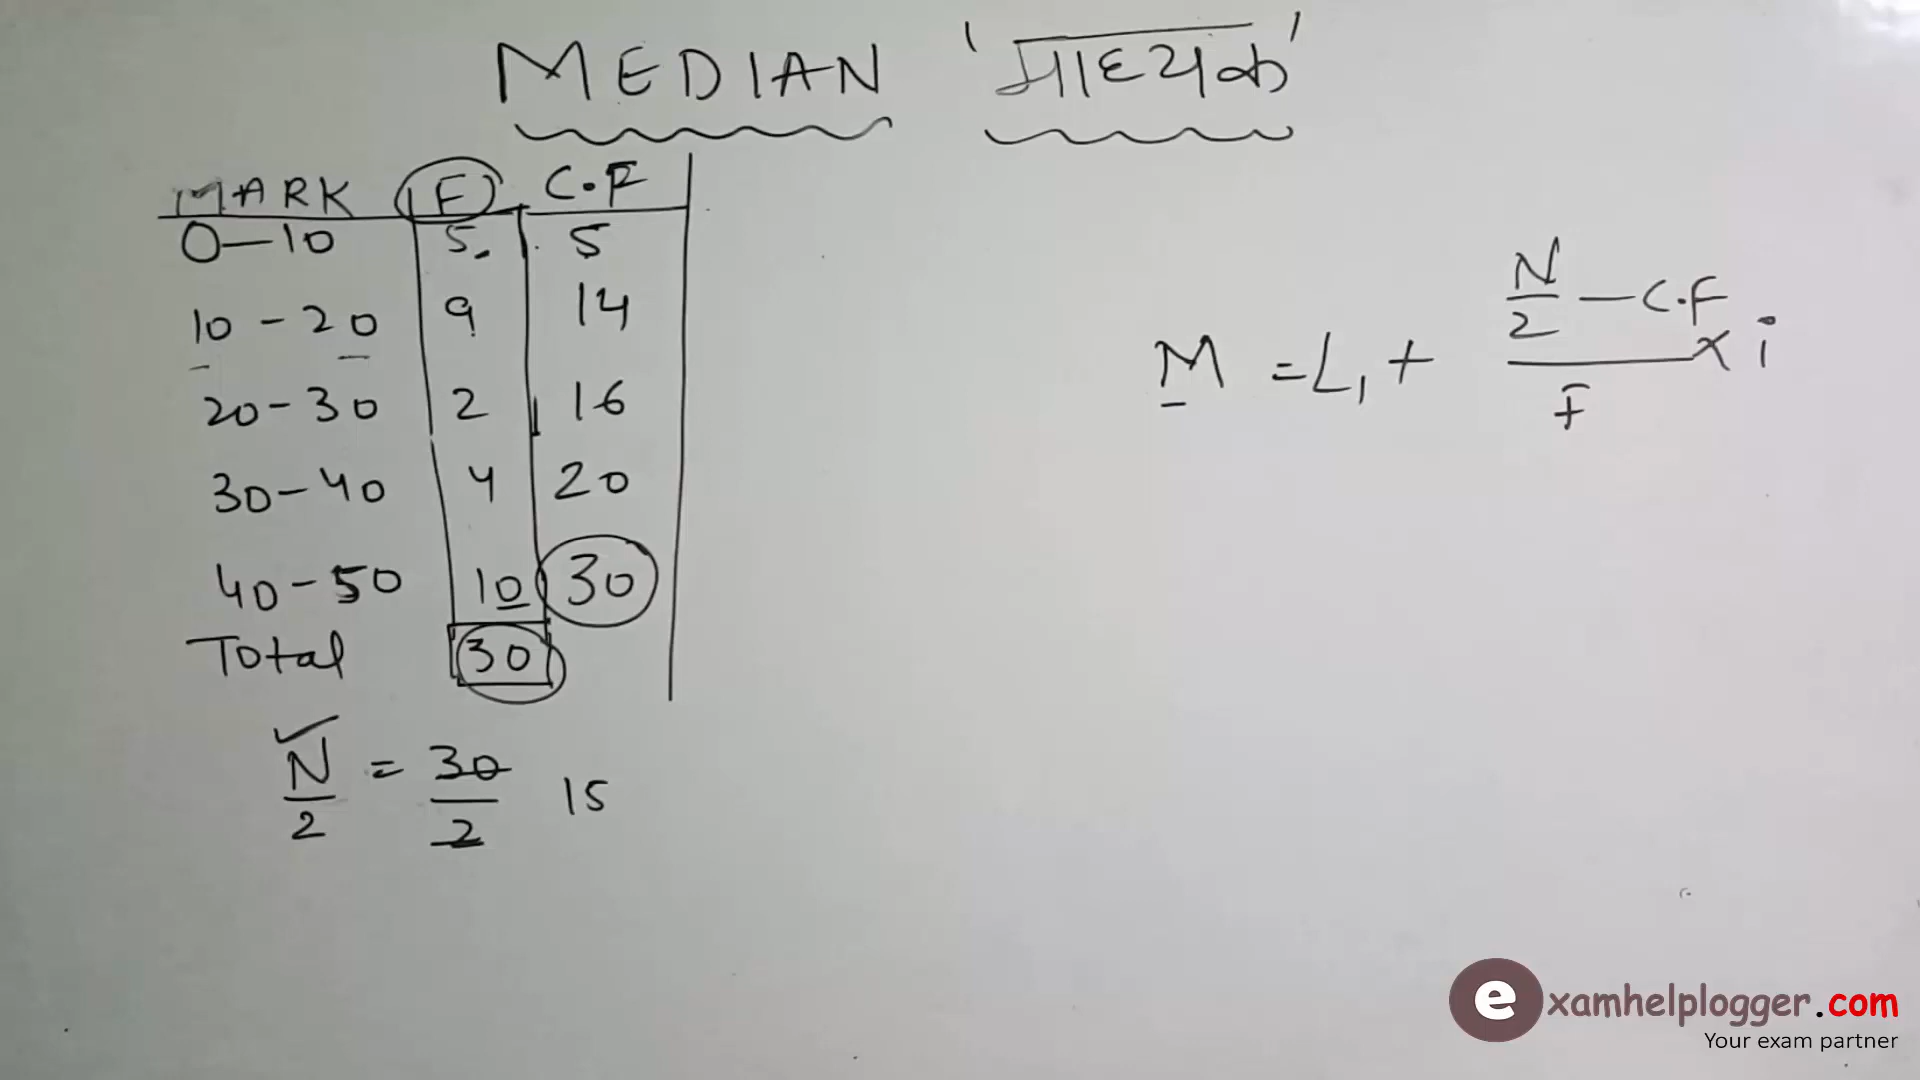 MEDIAN 'माध्यक'
MARK F C.F
0-10 5 5
10-20 9 14
20-30 2 16
30-40 4 20
40-50 10 30
Total 30
N/2 = 30/2 15
M = L₁ + (N/2 - C.F)/F × i
examhelplogger.com
Your exam partner